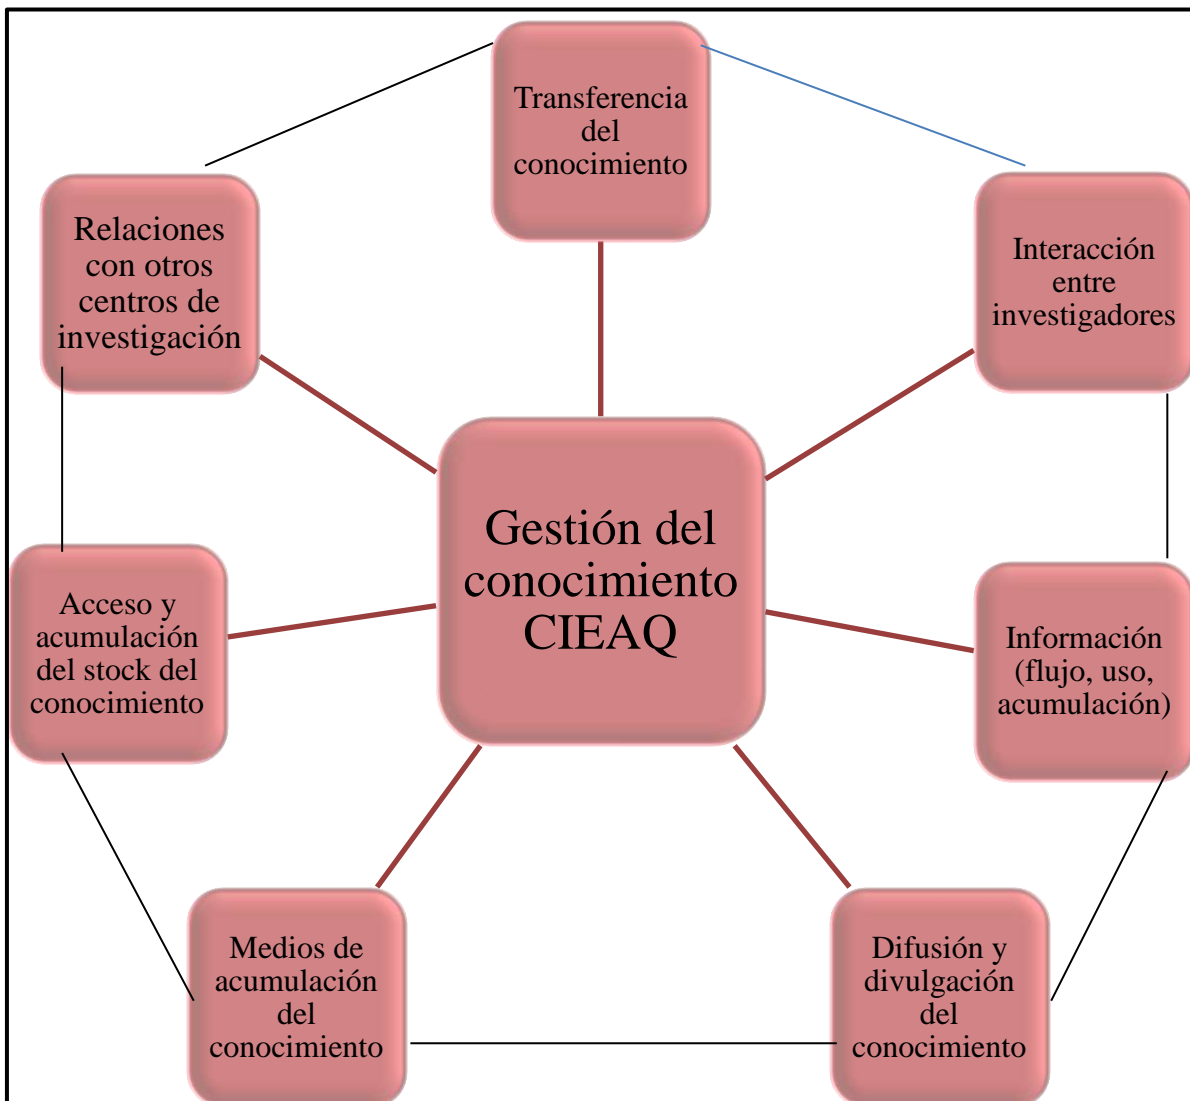 Transferencia
del
conocimiento
Relaciones
con otros
centros de
investigación
Interacción
entre
investigadores
Gestión del
conocimiento
CIEAQ
Acceso y
acumulación
del stock del
conocimiento
Información
(flujo, uso,
acumulación)
Medios de
acumulación
del
conocimiento
Difusión y
divulgación
del
conocimiento